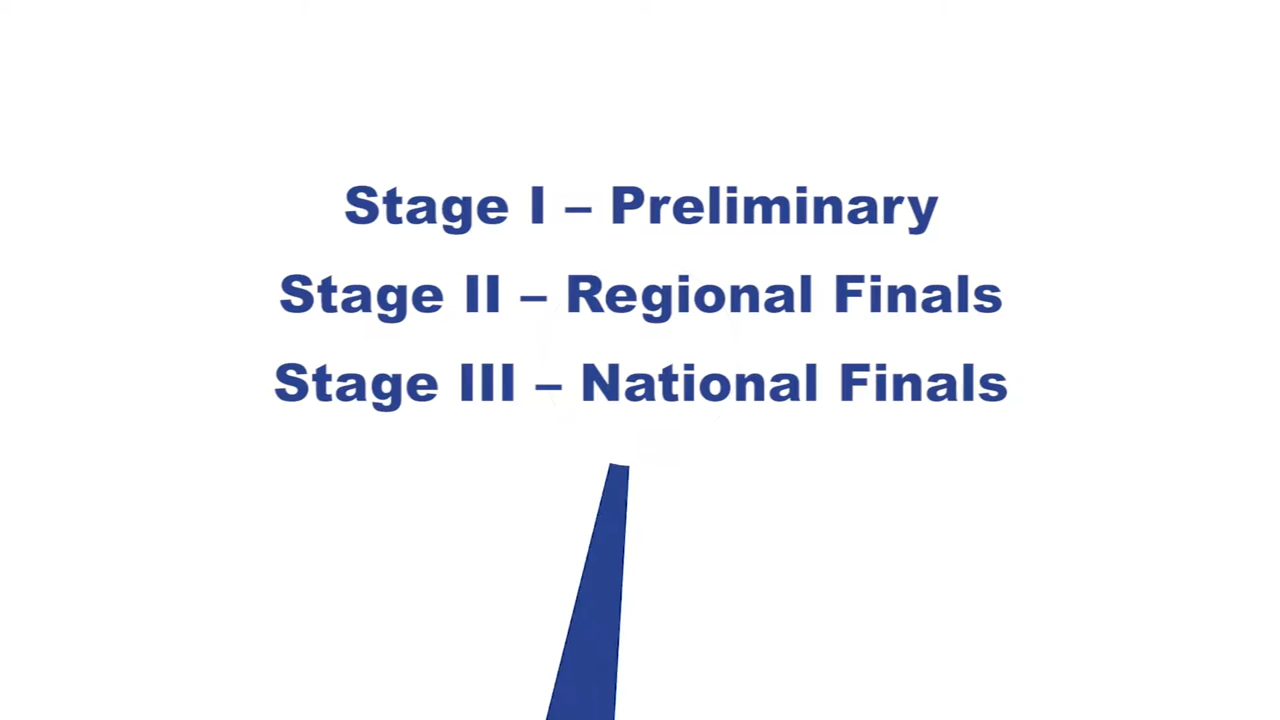 Stage I – Preliminary
Stage II – Regional Finals
Stage III – National Finals